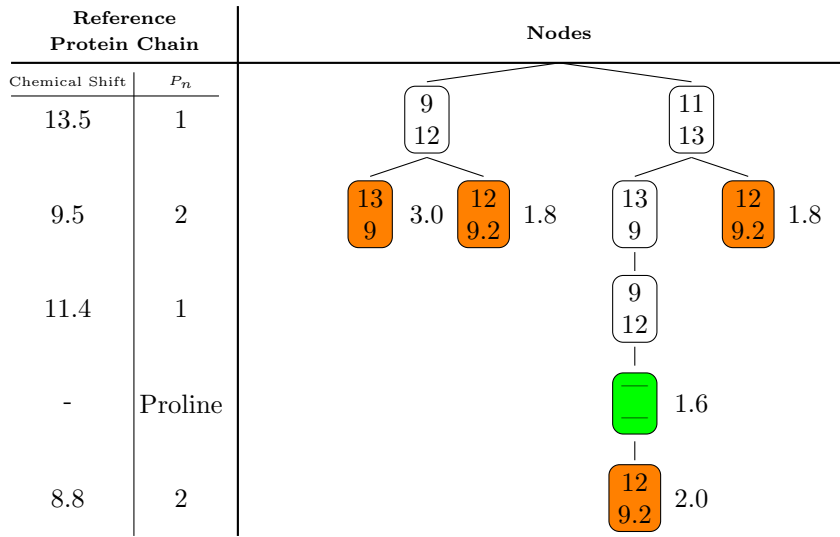 Reference
Protein Chain
Nodes
Chemical Shift P_n
13.5 1
9 11
12 13
9.5 2
13 12 13 12
9 3.0 9.2 1.8 9 9.2 1.8
11.4 1
9
12
- Proline
— 1.6
—
8.8 2
12
9.2 2.0